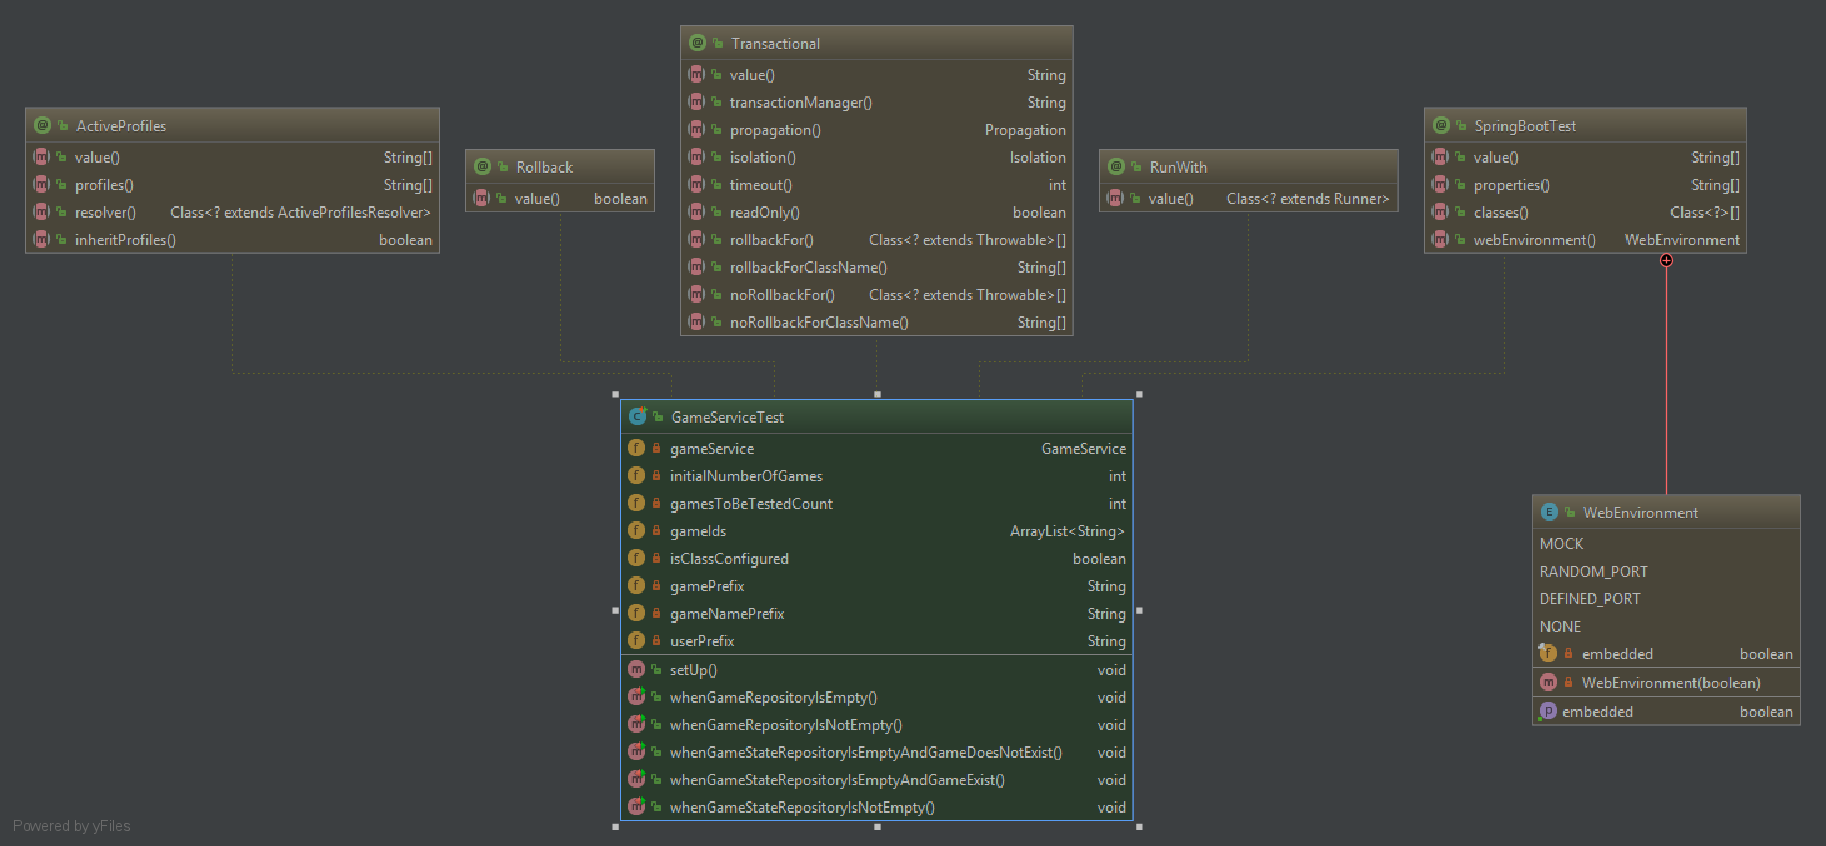 ActiveProfiles
value() String[]
profiles() String[]
resolver() Class<? extends ActiveProfilesResolver>
inheritProfiles() boolean
Rollback
value() boolean
Transactional
value() String
transactionManager() String
propagation() Propagation
isolation() Isolation
timeout() int
readOnly() boolean
rollbackFor() Class<? extends Throwable>[]
rollbackForClassName() String[]
noRollbackFor() Class<? extends Throwable>[]
noRollbackForClassName() String[]
RunWith
value() Class<? extends Runner>
SpringBootTest
value() String[]
properties() String[]
classes() Class<?>[]
webEnvironment() WebEnvironment
GameServiceTest
gameService GameService
initialNumberOfGames int
gamesToBeTestedCount int
gameIds ArrayList<String>
isClassConfigured boolean
gamePrefix String
gameNamePrefix String
userPrefix String
setUp() void
whenGameRepositoryIsEmpty() void
whenGameRepositoryIsNotEmpty() void
whenGameStateRepositoryIsEmptyAndGameDoesNotExist() void
whenGameStateRepositoryIsEmptyAndGameExist() void
whenGameStateRepositoryIsNotEmpty() void
WebEnvironment
MOCK
RANDOM_PORT
DEFINED_PORT
NONE
embedded boolean
WebEnvironment(boolean)
embedded boolean
Powered by yFiles